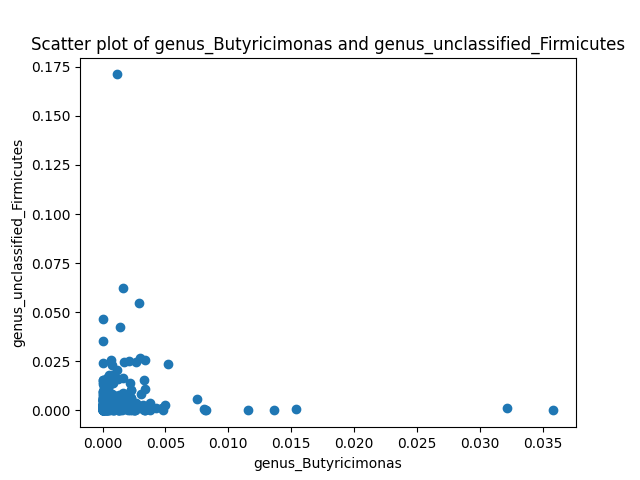 Scatter plot of genus_Butyricimonas and genus_unclassified_Firmicutes
0.175
0.150
0.125
0.100
0.075
0.050
0.025
0.000
genus_unclassified_Firmicutes
0.000 0.005 0.010 0.015 0.020 0.025 0.030 0.035
genus_Butyricimonas